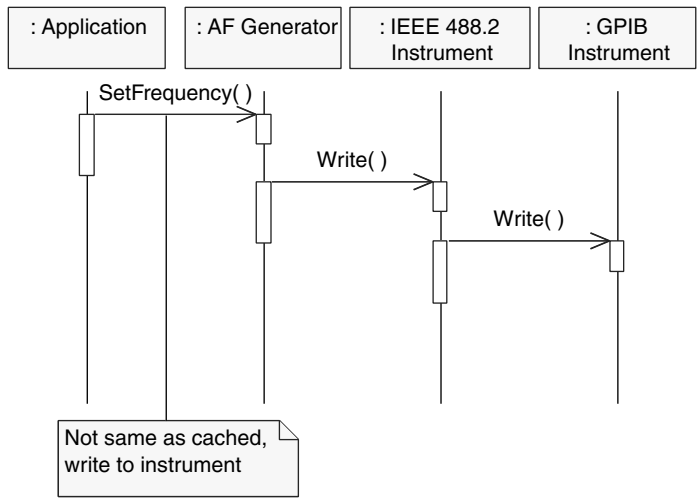 : Application
: AF Generator
: IEEE 488.2
Instrument
: GPIB
Instrument
SetFrequency( )
Write( )
Write( )
Not same as cached,
write to instrument